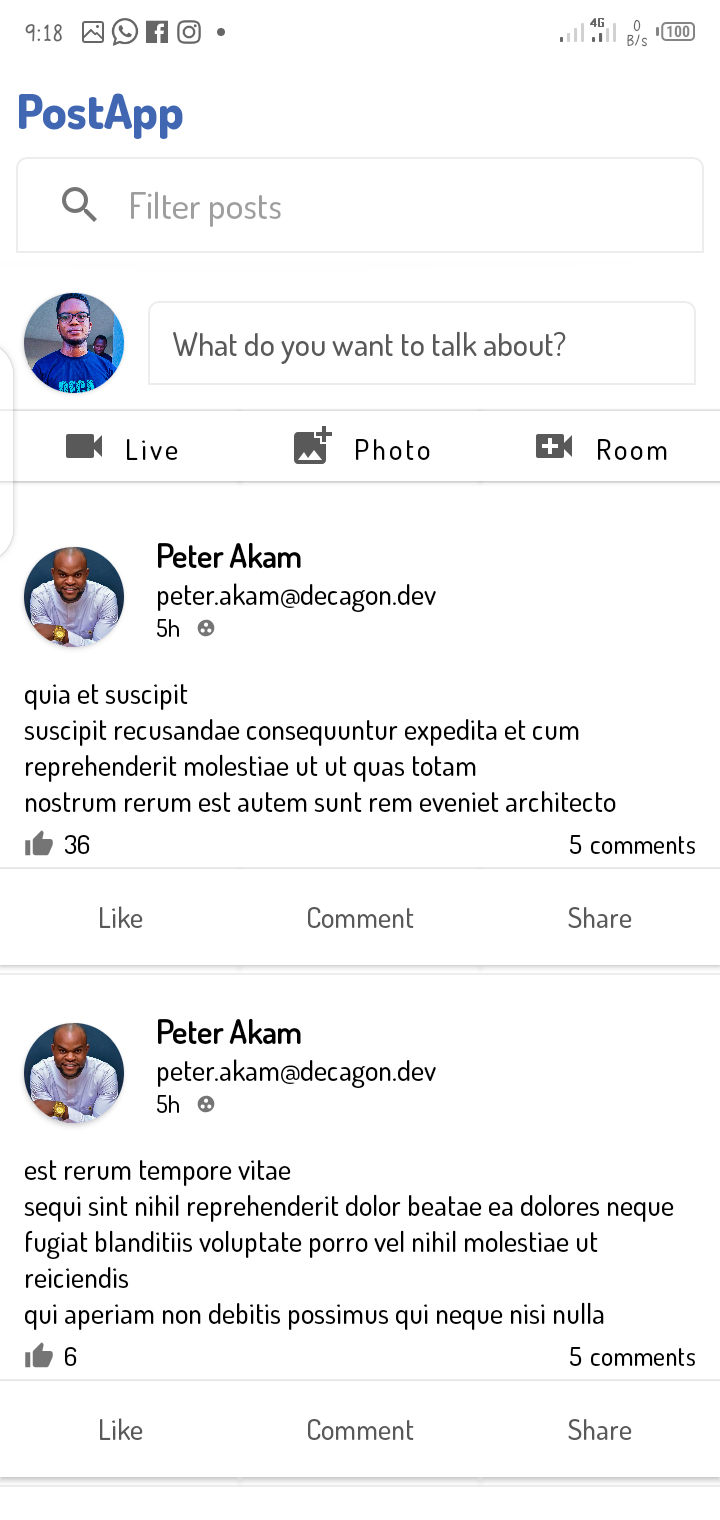 9:18
4G
0
B/s
100
PostApp
Filter posts
What do you want to talk about?
Live Photo Room
Peter Akam
peter.akam@decagon.dev
5h
quia et suscipit
suscipit recusandae consequuntur expedita et cum
reprehenderit molestiae ut ut quas totam
nostrum rerum est autem sunt rem eveniet architecto
36 5 comments
Like Comment Share
Peter Akam
peter.akam@decagon.dev
5h
est rerum tempore vitae
sequi sint nihil reprehenderit dolor beatae ea dolores neque
fugiat blanditiis voluptate porro vel nihil molestiae ut
reiciendis
qui aperiam non debitis possimus qui neque nisi nulla
6 5 comments
Like Comment Share